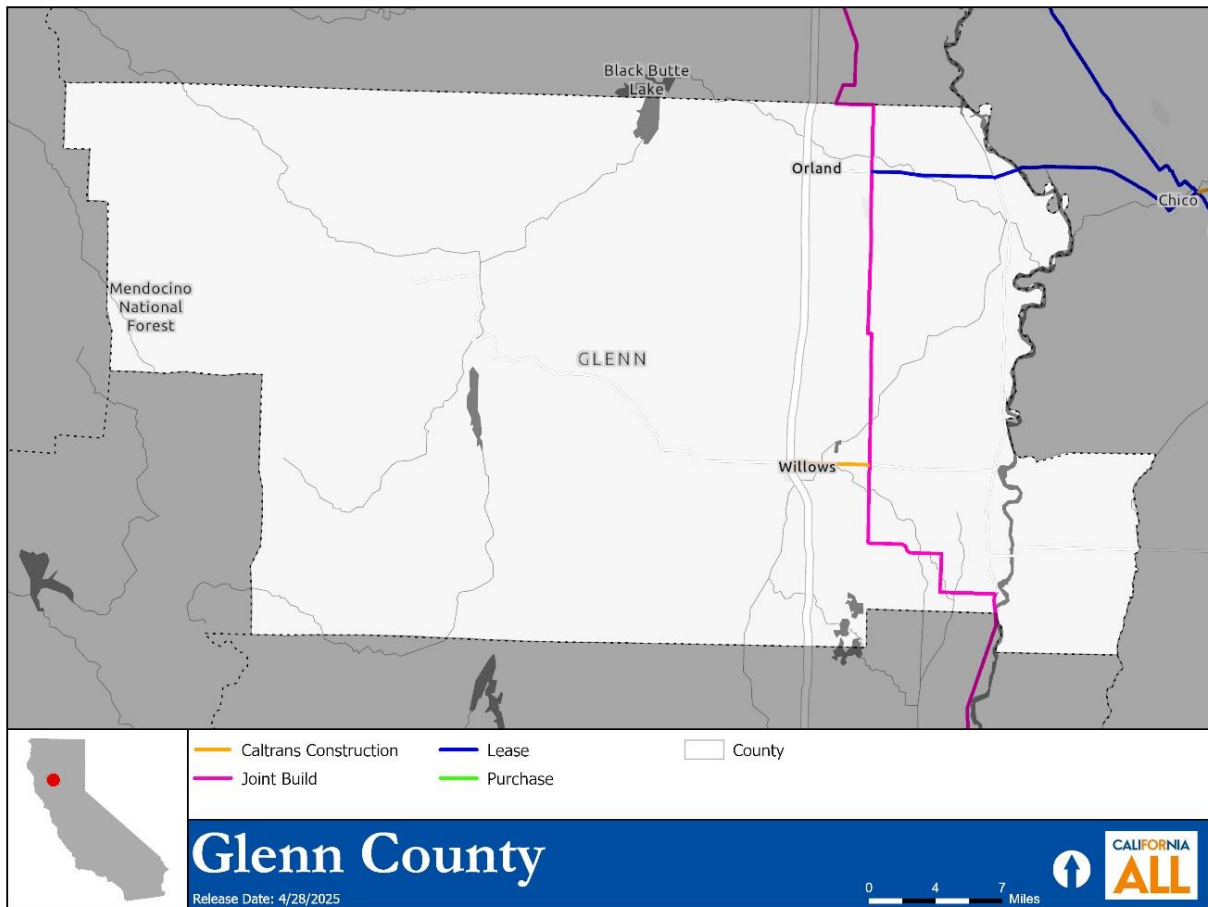 Black Butte
Lake
Orland
Chico
Mendocino
National
Forest
GLENN
Willows
Caltrans Construction
Lease
County
Joint Build
Purchase
Glenn County
Release Date: 4/28/2025
0 4 7
Miles
CALIFORNIA
ALL